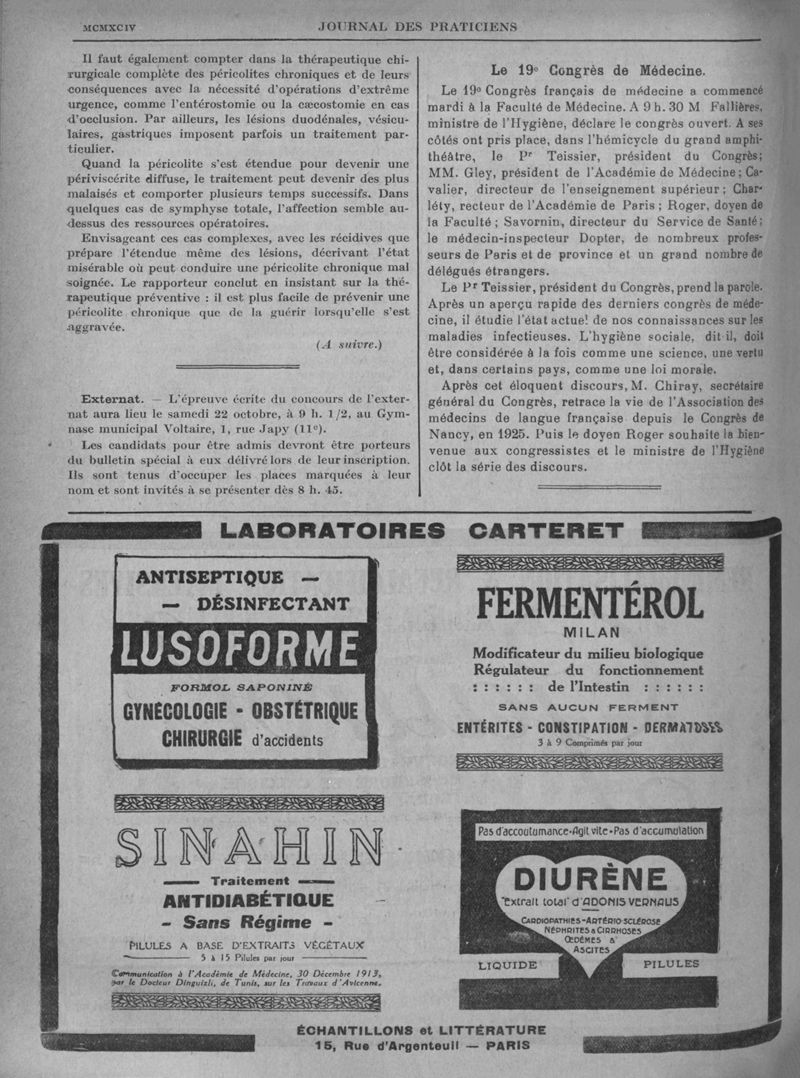 MCMXCIV
JOURNAL DES PRATICIENS
Il faut également compter dans la thérapeutique chi-
rurgicale complète des péricolites chroniques et de leurs
conséquences avec la nécessité d'opérations d'extrême
urgence, comme l'entérostomie ou la cæcostomie en cas
d'occlusion. Par ailleurs, les lésions duodénales, vésicu-
laires, gastriques imposent parfois un traitement par-
ticulier.
Quand la péricolite s'est étendue pour devenir une
périviscérite diffuse, le traitement peut devenir des plus
malaisés et comporter plusieurs temps successifs. Dans
quelques cas de symphyse totale, l'affection semble au-
dessus des ressources opératoires.
Envisageant ces cas complexes, avec les récidives que
prépare l'étendue même des lésions, décrivant l'état
misérable où peut conduire une péricolite chronique mal
soignée. Le rapporteur conclut en insistant sur la thé-
rapeutique préventive : il est plus facile de prévenir une
péricolite chronique que de la guérir lorsqu'elle s'est
aggravée.
(A suivre.)
Externat. — L'épreuve écrite du concours de l'exter-
nat aura lieu le samedi 22 octobre, à 9 h. 1/2, au Gym-
nase municipal Voltaire, 1, rue Japy (11e).
Les candidats pour être admis devront être porteurs
du bulletin spécial à eux délivré lors de leur inscription.
Ils sont tenus d'occuper les places marquées à leur
nom et sont invités à se présenter dès 8 h. 45.
Le 19e Congrès de Médecine.
Le 19e Congrès français de médecine a commencé
mardi à la Faculté de Médecine. A 9 h. 30 M Fallières,
ministre de l'Hygiène, déclare le congrès ouvert. A ses
côtés ont pris place, dans l'hémicycle du grand amphi-
théâtre, le Pr Teissier, président du Congrès;
MM. Gley, président de l'Académie de Médecine; Ca-
valier, directeur de l'enseignement supérieur; Char-
léty, recteur de l'Académie de Paris; Roger, doyen de
la Faculté; Savornin, directeur du Service de Santé;
le médecin-inspecteur Dopter, de nombreux profes-
seurs de Paris et de province et un grand nombre de
délégués étrangers.
Le Pr Teissier, président du Congrès, prend la parole.
Après un aperçu rapide des derniers congrès de méde-
cine, il étudie l'état actuel de nos connaissances sur les
maladies infectieuses. L'hygiène sociale, dit-il, doit
être considérée à la fois comme une science, une vertu
et, dans certains pays, comme une loi morale.
Après cet éloquent discours, M. Chiray, secrétaire
général du Congrès, retrace la vie de l'Association des
médecins de langue française depuis le Congrès de
Nancy, en 1925. Puis le doyen Roger souhaite la bien-
venue aux congressistes et le ministre de l'Hygiène
clôt la série des discours.
LABORATOIRES CARTERET
ANTISEPTIQUE —
— DÉSINFECTANT
LUSOFORME
FORMOL SAPONINÉ
GYNÉCOLOGIE - OBSTÉTRIQUE
CHIRURGIE d'accidents
FERMENTÉROL
MILAN
Modificateur du milieu biologique
Régulateur du fonctionnement
: : : : : : de l'Intestin : : : : : :
SANS AUCUN FERMENT
ENTÉRITES - CONSTIPATION - DERMATOSES
3 à 9 Comprimés par jour
SINAHIN
Traitement
ANTIDIABÉTIQUE
- Sans Régime -
PILULES A BASE D'EXTRAITS VÉGÉTAUX
5 à 15 Pilules par jour
Communication à l'Académie de Médecine, 30 Décembre 1913,
par le Docteur Dinguizli, de Tunis, sur les Travaux d'Avicenne.
Pas d'accoutumance-Agit vite-Pas d'accumulation
DIURÈNE
Extrait total d'ADONIS VERNALIS
CARDIOPATHIES-ARTÉRIO-SCLÉROSE
NÉPHRITES & CIRRHOSES
ŒDÈMES &
ASCITES
LIQUIDE
PILULES
ÉCHANTILLONS et LITTÉRATURE
15, Rue d'Argenteuil — PARIS